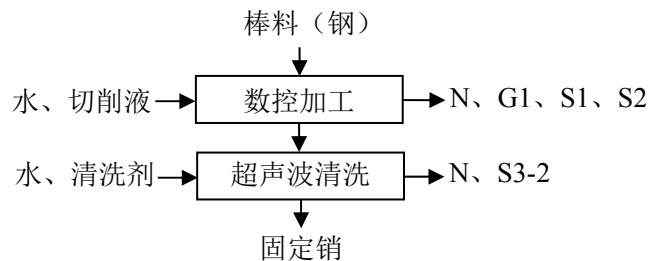 棒料（钢）
水、切削液 数控加工 N、G1、S1、S2
水、清洗剂 超声波清洗 N、S3-2
固定销